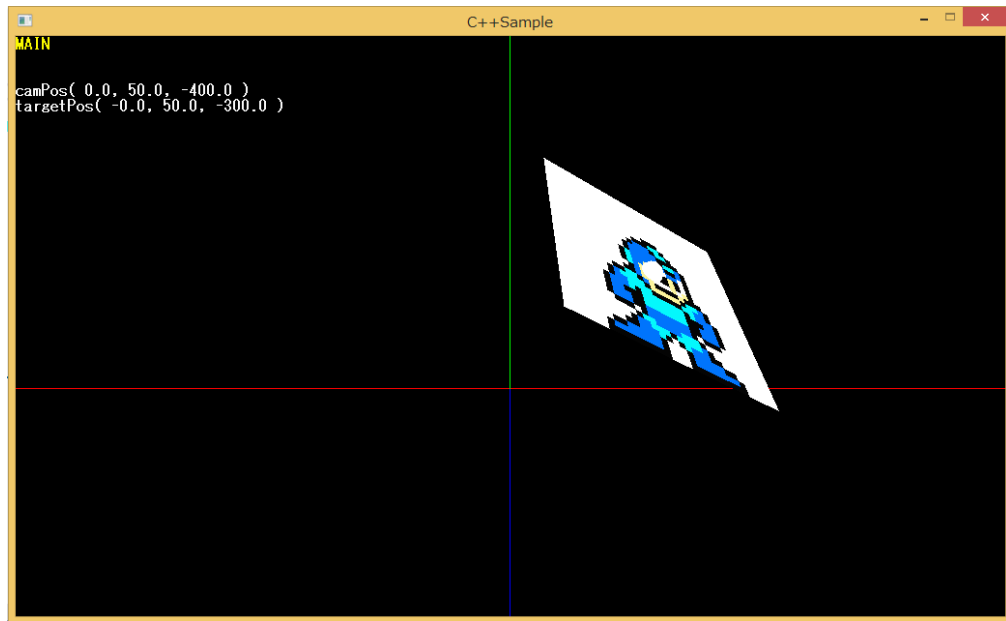 C++Sample
MAIN
camPos( 0.0, 50.0, -400.0 )
targetPos( -0.0, 50.0, -300.0 )